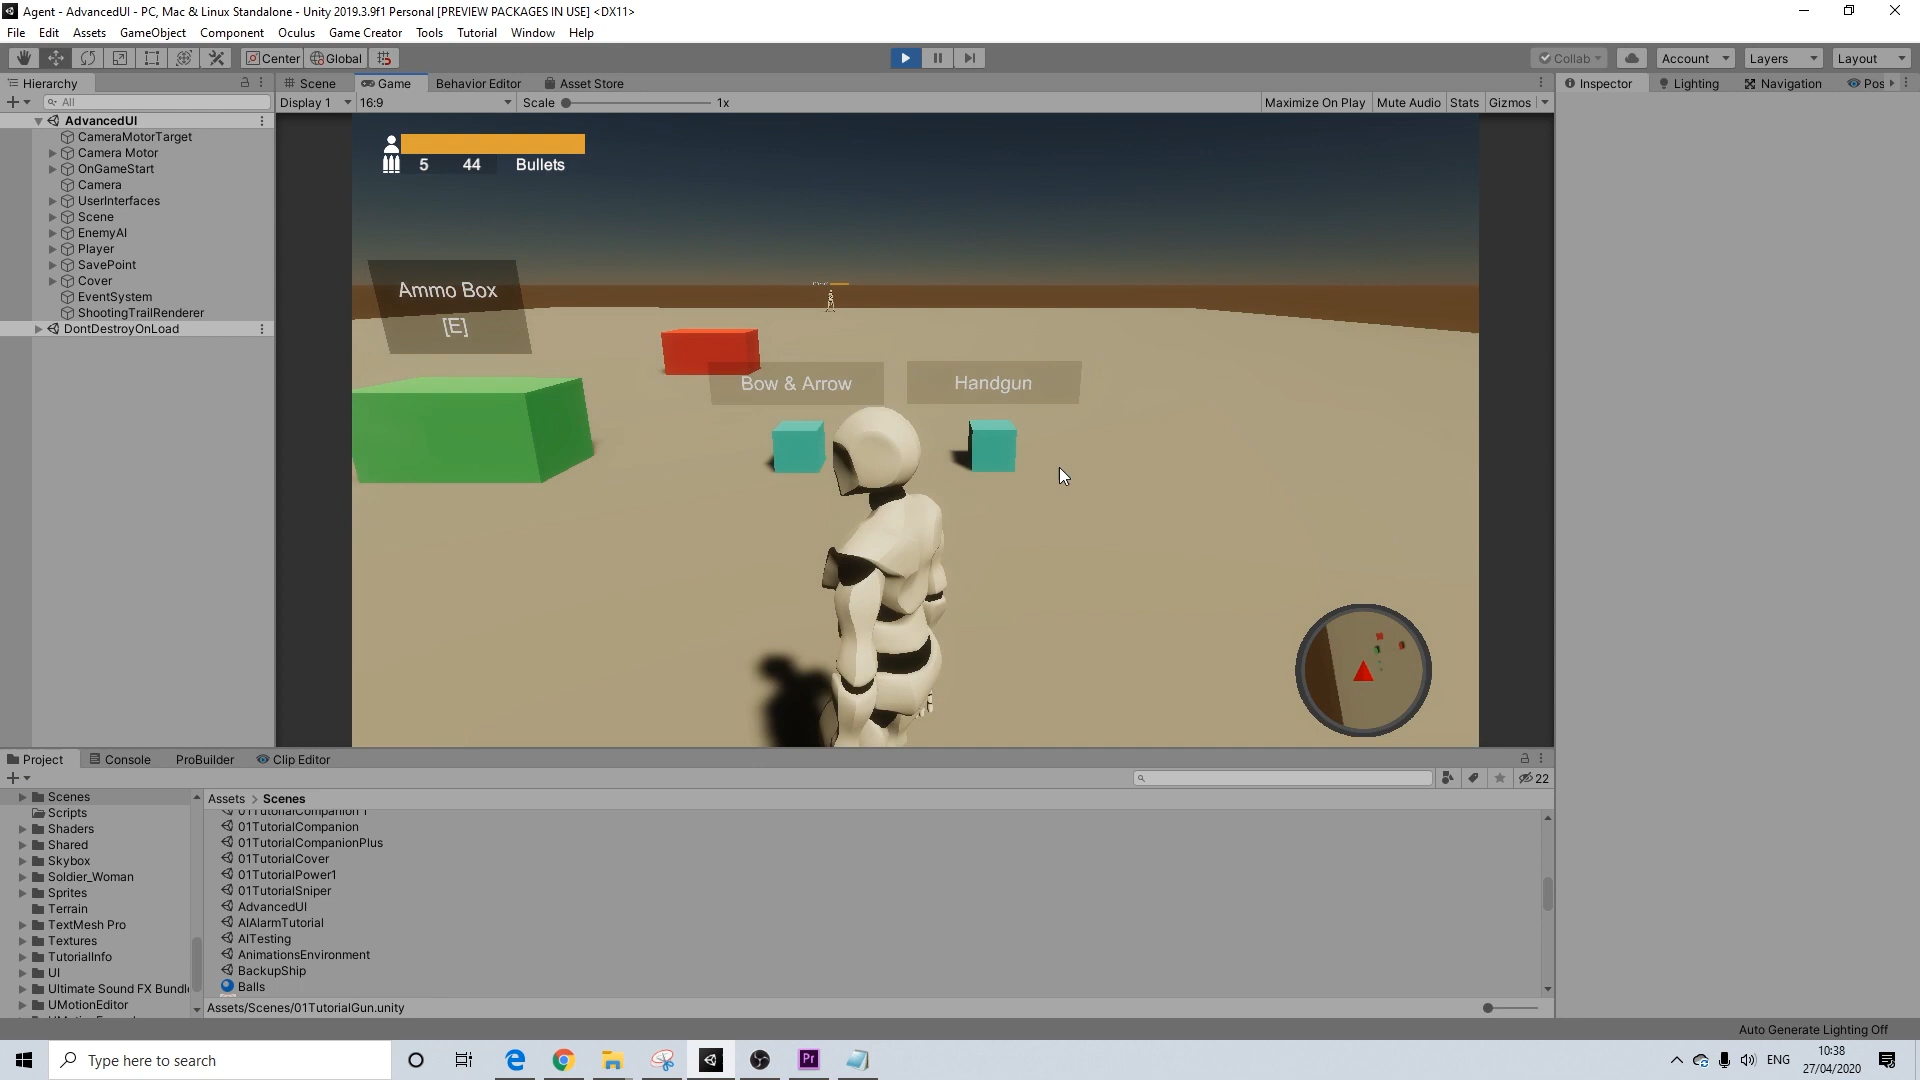 Agent - AdvancedUI - PC, Mac & Linux Standalone - Unity 2019.3.9f1 Personal [PREVIEW PACKAGES IN USE] <DX11>
File Edit Assets GameObject Component Oculus Game Creator Tools Tutorial Window Help
Center Global Collab Account Layers Layout
Hierarchy
All
AdvancedUI
CameraMotorTarget
Camera Motor
OnGameStart
Camera
UserInterfaces
Scene
EnemyAI
Player
SavePoint
Cover
EventSystem
ShootingTrailRenderer
DontDestroyOnLoad
Scene Game Behavior Editor Asset Store
Display 1 16:9 Scale 1x Maximize On Play Mute Audio Stats Gizmos
5 44 Bullets
Ammo Box
[E]
Bow & Arrow Handgun
Inspector Lighting Navigation Pos
Project Console ProBuilder Clip Editor
22
Scenes
Scripts
Shaders
Shared
Skybox
Soldier_Woman
Sprites
Terrain
TextMesh Pro
Textures
TutorialInfo
UI
Ultimate Sound FX Bundl
UMotionEditor
Assets > Scenes
01TutorialCompanion 1
01TutorialCompanion
01TutorialCompanionPlus
01TutorialCover
01TutorialPower1
01TutorialSniper
AdvancedUI
AIAlarmTutorial
AITesting
AnimationsEnvironment
BackupShip
Balls
Assets/Scenes/01TutorialGun.unity
Auto Generate Lighting Off
Type here to search
Pr
ENG
10:38
27/04/2020